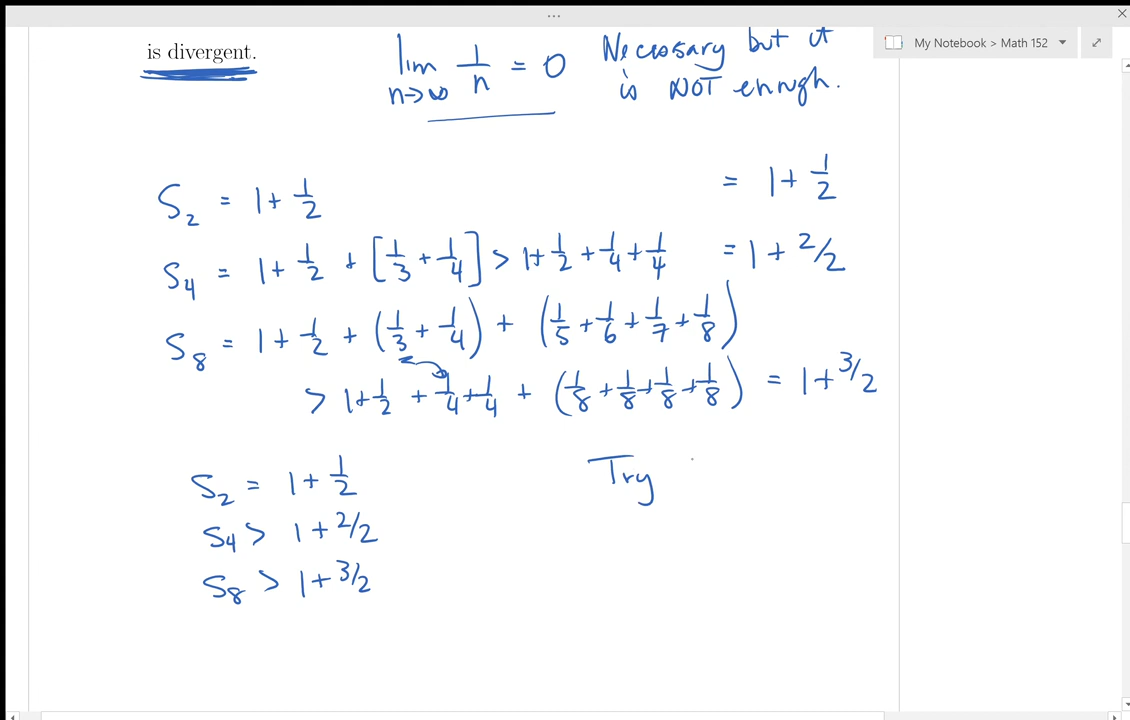 My Notebook > Math 152
is divergent.
lim n→∞ 1/n = 0 Necessary but it
is NOT enough.
S₂ = 1 + 1/2 = 1 + 1/2
S₄ = 1 + 1/2 + [1/3 + 1/4] > 1 + 1/2 + 1/4 + 1/4 = 1 + 2/2
S₈ = 1 + 1/2 + (1/3 + 1/4) + (1/5 + 1/6 + 1/7 + 1/8)
> 1 + 1/2 + 1/4 + 1/4 + (1/8 + 1/8 + 1/8 + 1/8) = 1 + 3/2
S₂ = 1 + 1/2 Try
S₄ > 1 + 2/2
S₈ > 1 + 3/2